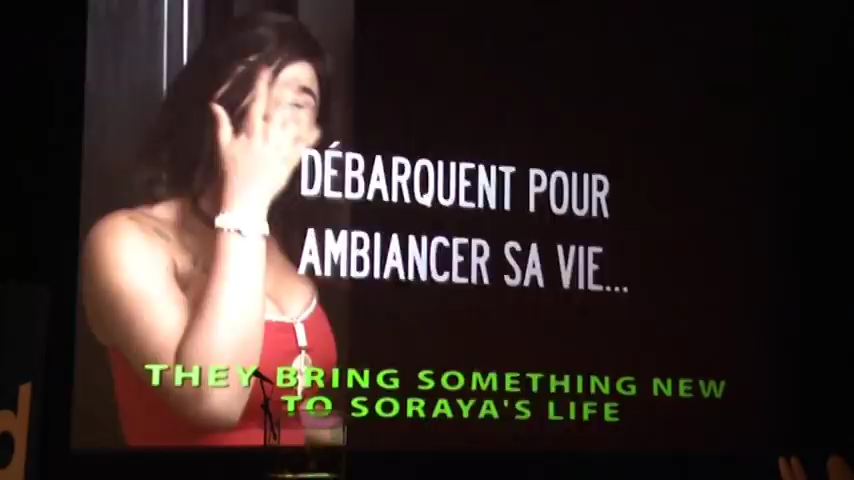 DÉBARQUENT POUR
AMBIANCER SA VIE...
THEY BRING SOMETHING NEW
TO SORAYA'S LIFE
d